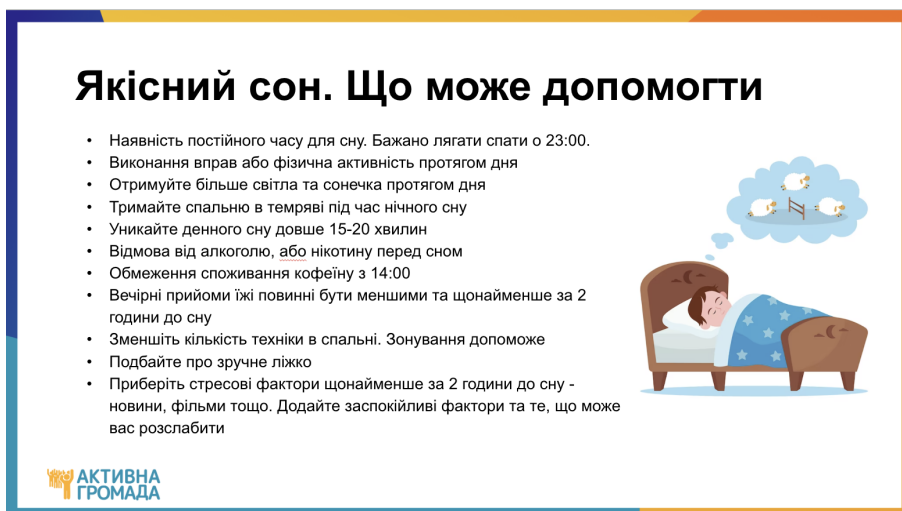 Якісний сон. Що може допомогти
• Наявність постійного часу для сну. Бажано лягати спати о 23:00.
• Виконання вправ або фізична активність протягом дня
• Отримуйте більше світла та сонечка протягом дня
• Тримайте спальню в темряві під час нічного сну
• Уникайте денного сну довше 15-20 хвилин
• Відмова від алкоголю, або нікотину перед сном
• Обмеження споживання кофеїну з 14:00
• Вечірні прийоми їжі повинні бути меншими та щонайменше за 2
години до сну
• Зменшіть кількість техніки в спальні. Зонування допоможе
• Подбайте про зручне ліжко
• Приберіть стресові фактори щонайменше за 2 години до сну -
новини, фільми тощо. Додайте заспокійливі фактори та те, що може
вас розслабити
АКТИВНА
ГРОМАДА